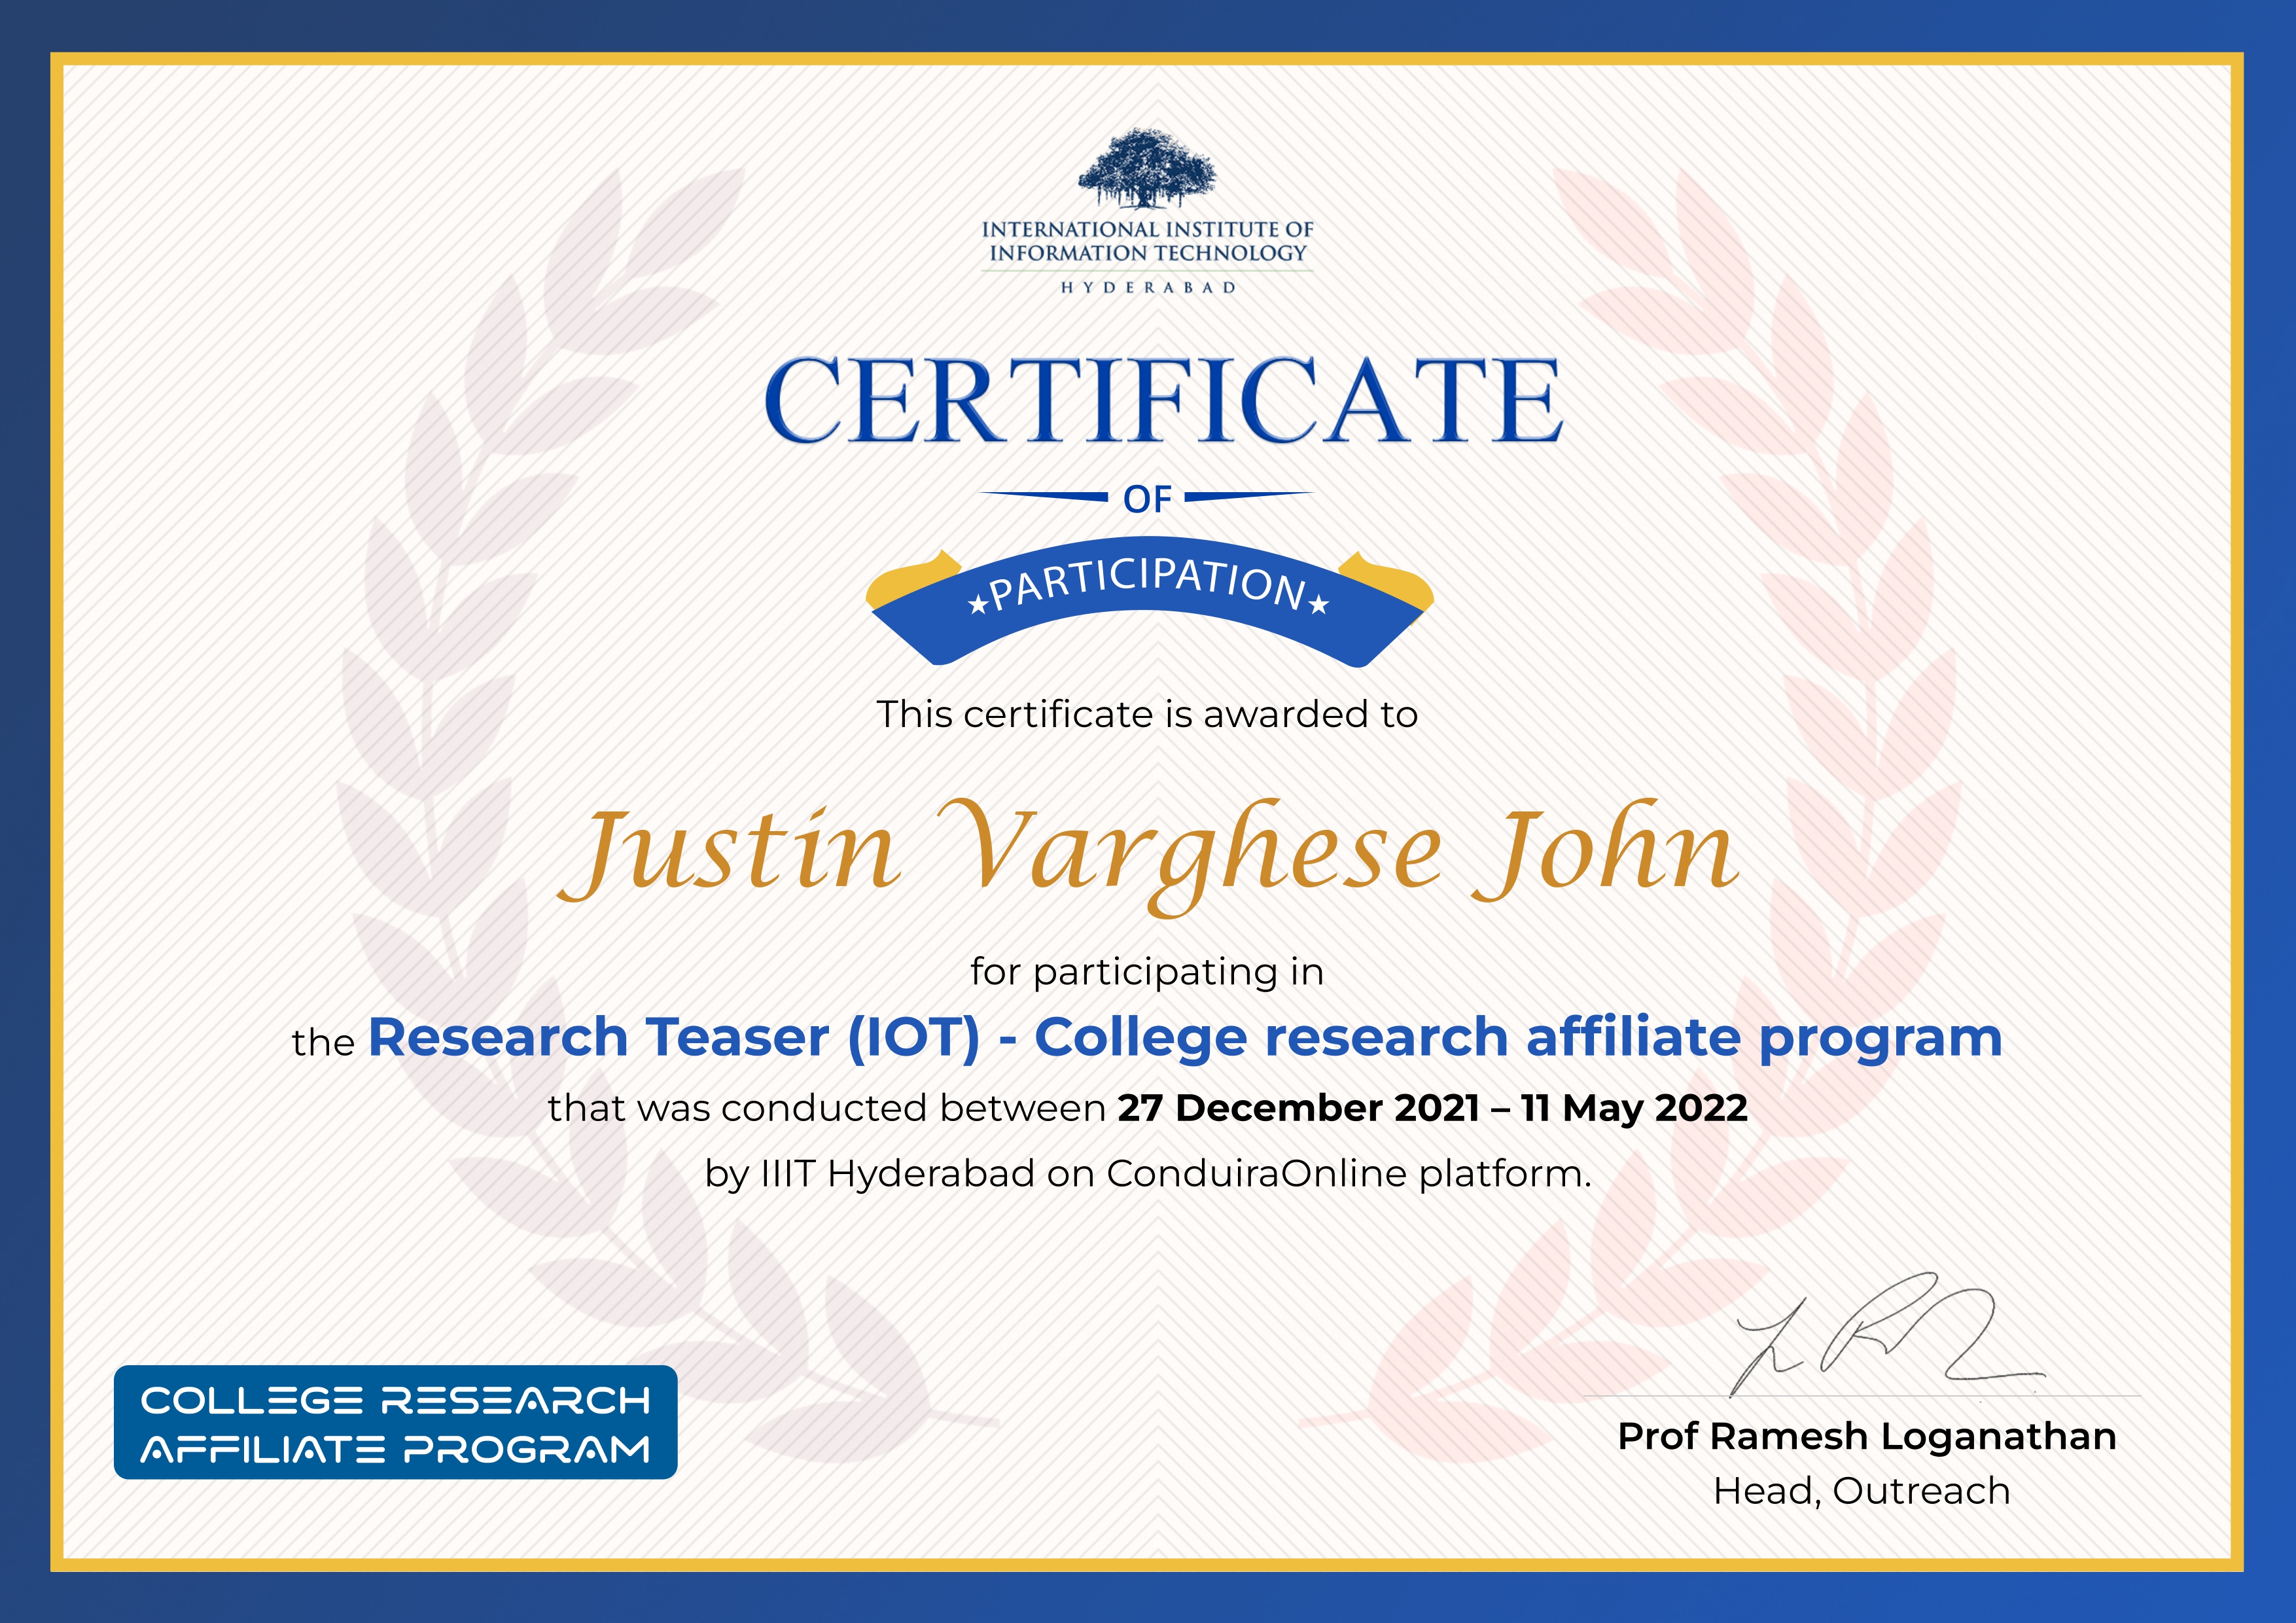 INTERNATIONAL INSTITUTE OF
INFORMATION TECHNOLOGY
HYDERABAD
CERTIFICATE
OF
★PARTICIPATION★
This certificate is awarded to
Justin Varghese John
for participating in
the Research Teaser (IOT) - College research affiliate program
that was conducted between 27 December 2021 – 11 May 2022
by IIIT Hyderabad on ConduiraOnline platform.
COLLEGE RESEARCH
AFFILIATE PROGRAM
Prof Ramesh Loganathan
Head, Outreach